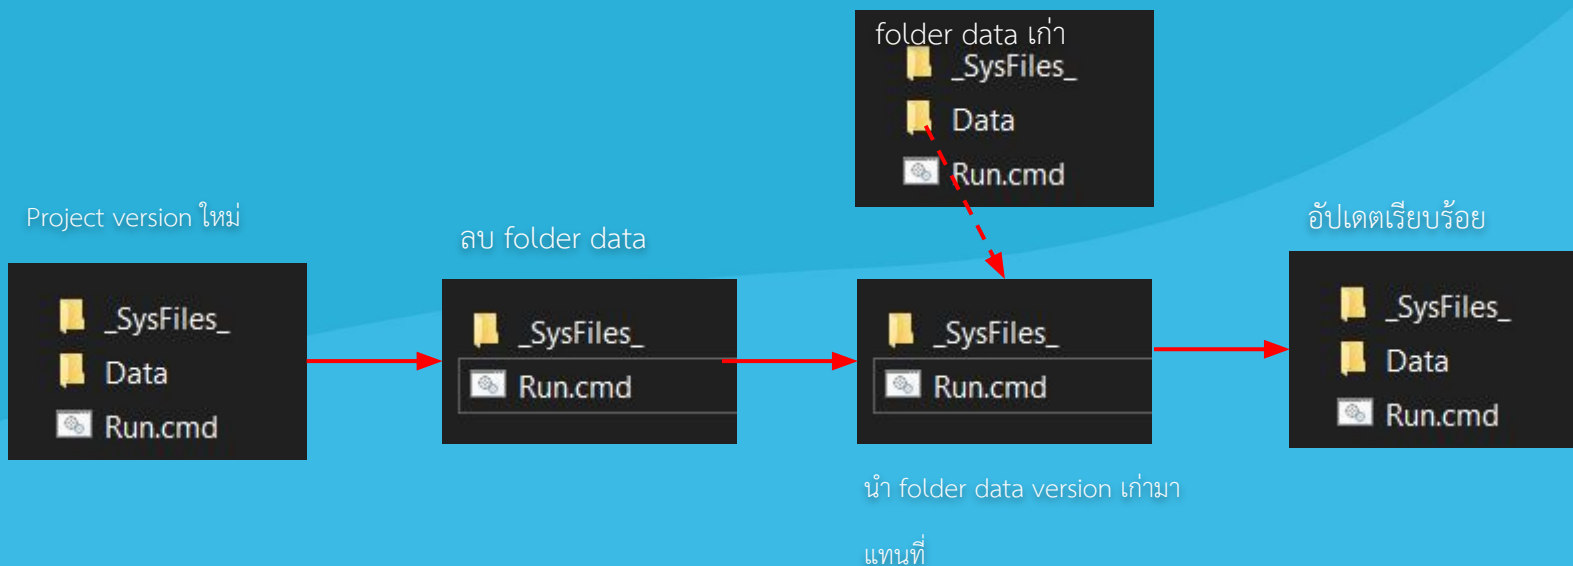 Project version ใหม่
_SysFiles_
Data
Run.cmd
ลบ folder data
_SysFiles_
Run.cmd
folder data เก่า
_SysFiles_
Data
Run.cmd
_SysFiles_
Run.cmd
นำ folder data version เก่ามา
แทนที่
อัปเดตเรียบร้อย
_SysFiles_
Data
Run.cmd